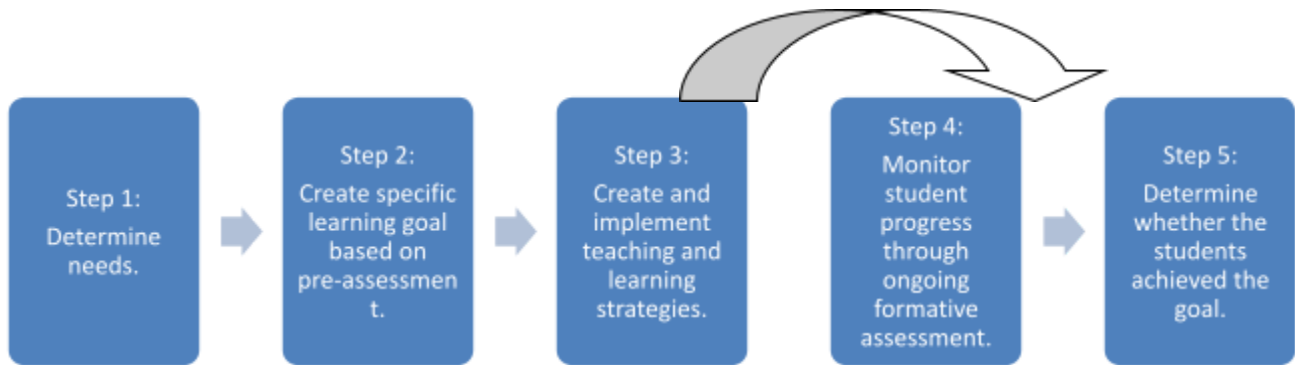 Step 1:
Determine
needs.
Step 2:
Create specific
learning goal
based on
pre-assessmen
t.
Step 3:
Create and
implement
teaching and
learning
strategies.
Step 4:
Monitor
student
progress
through
ongoing
formative
assessment.
Step 5:
Determine
whether the
students
achieved the
goal.